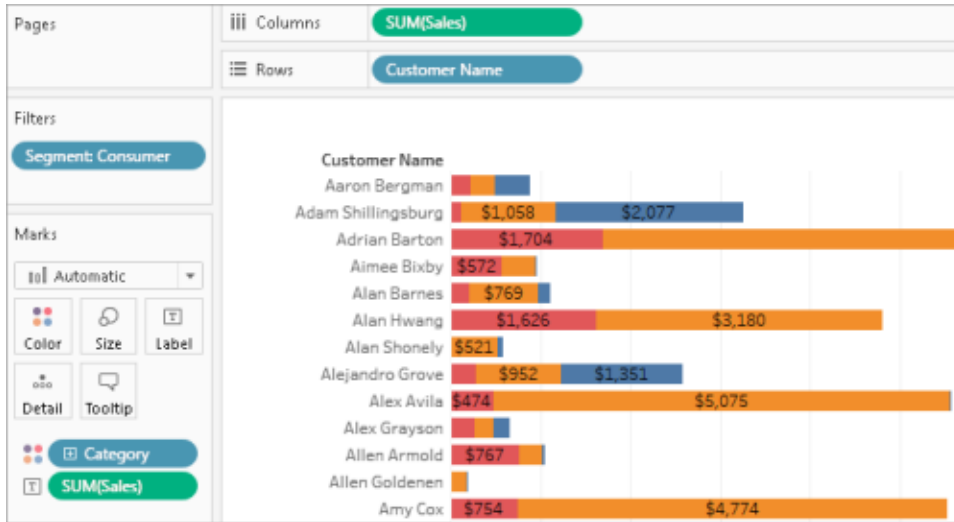 Pages
Columns
SUM(Sales)
Rows
Customer Name
Filters
Segment: Consumer
Marks
Automatic
Color
Size
Label
Detail
Tooltip
Category
SUM(Sales)
Customer Name
Aaron Bergman
Adam Shillingsburg $1,058 $2,077
Adrian Barton $1,704
Aimee Bixby $572
Alan Barnes $769
Alan Hwang $1,626 $3,180
Alan Shonely $521
Alejandro Grove $952 $1,351
Alex Avila $474 $5,075
Alex Grayson
Allen Armold $767
Allen Goldenen
Amy Cox $754 $4,774